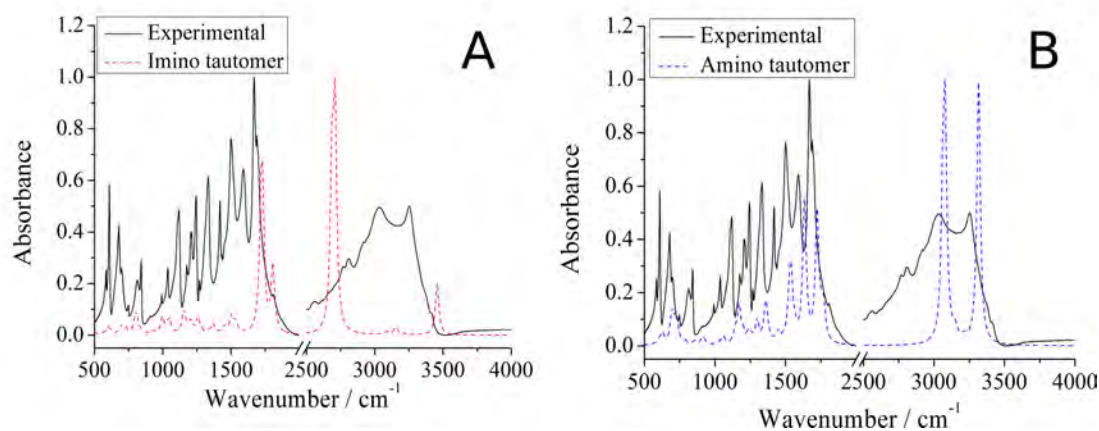 A
Experimental
Imino tautomer
Absorbance
1.2
1.0
0.8
0.6
0.4
0.2
0.0
500 1000 1500 2500 3000 3500 4000
Wavenumber / cm-1
B
Experimental
Amino tautomer
Absorbance
1.2
1.0
0.8
0.6
0.4
0.2
0.0
500 1000 1500 2500 3000 3500 4000
Wavenumber / cm-1